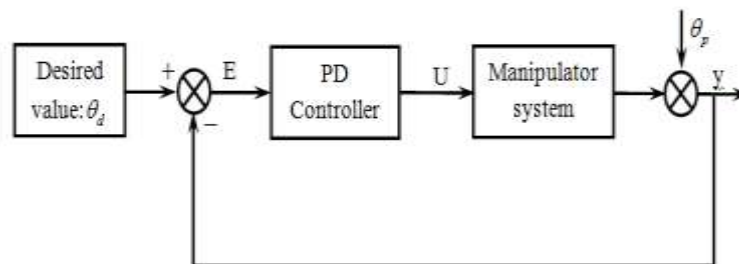 Desired
value: θd
+
−
E
PD
Controller
U
Manipulator
system
θp
y